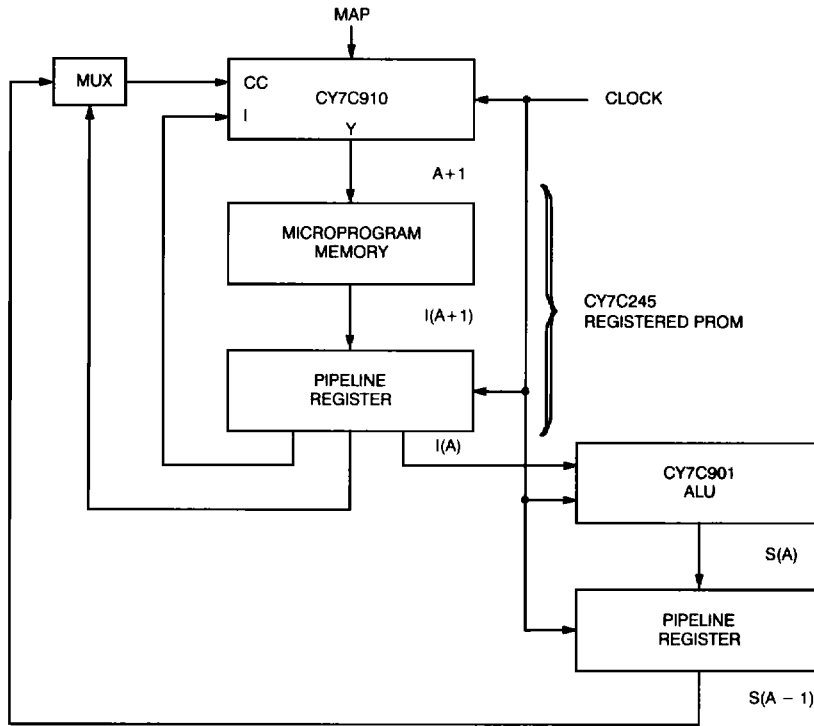 MAP
MUX
CC
CY7C910
I
Y
CLOCK
A+1
MICROPROGRAM
MEMORY
CY7C245
REGISTERED PROM
I(A+1)
PIPELINE
REGISTER
I(A)
CY7C901
ALU
S(A)
PIPELINE
REGISTER
S(A − 1)